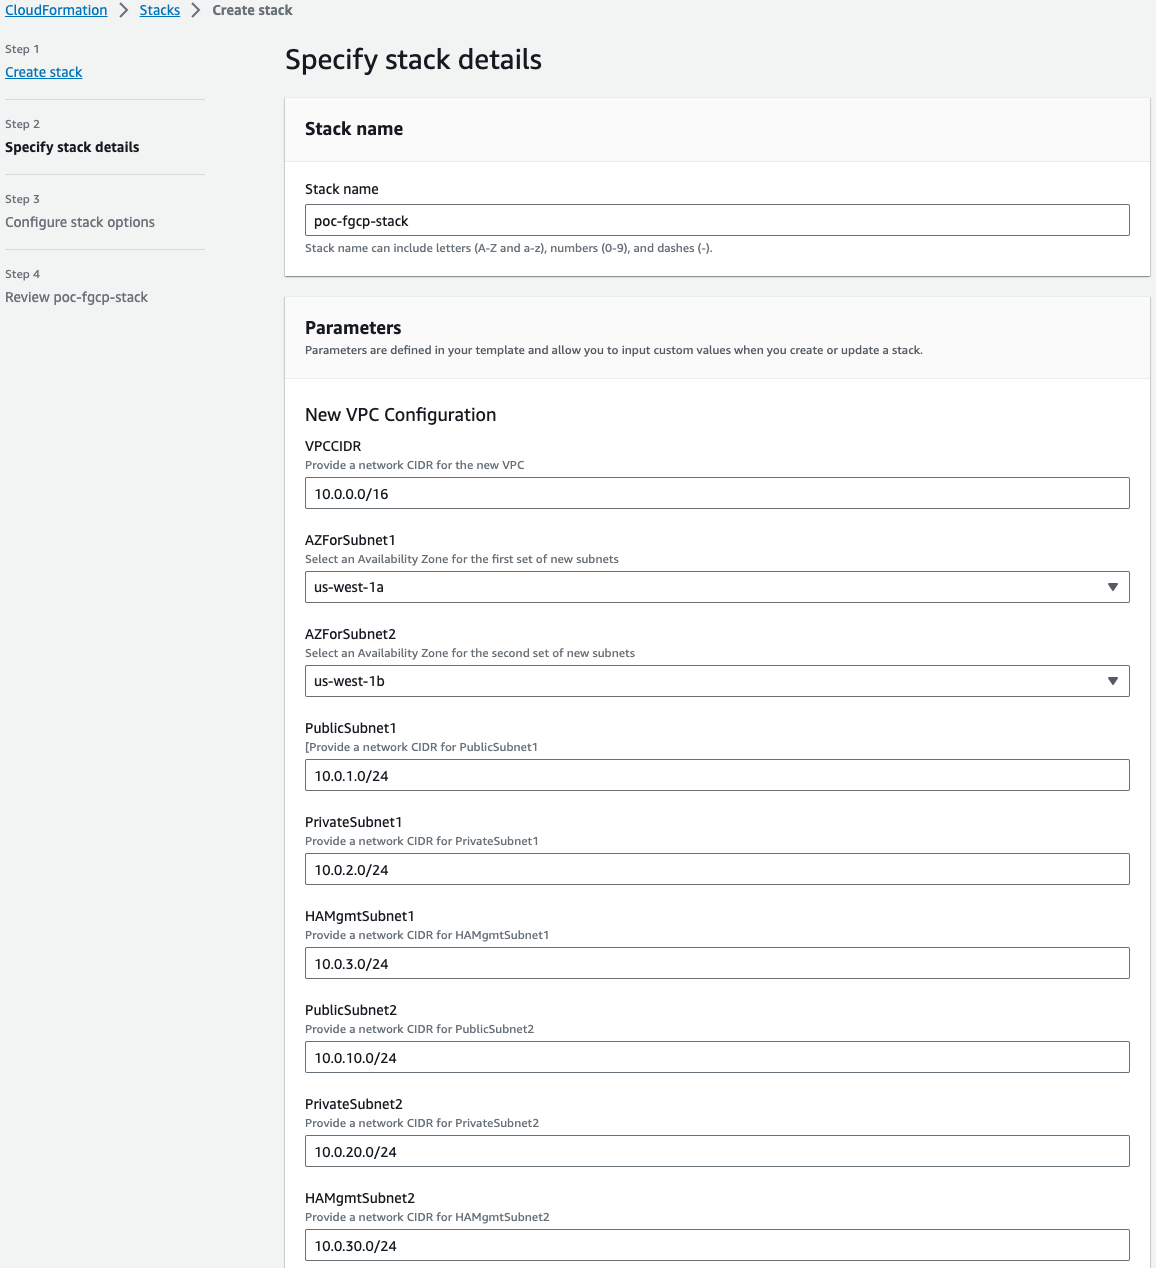 CloudFormation > Stacks > Create stack
Step 1
Create stack
Step 2
Specify stack details
Step 3
Configure stack options
Step 4
Review poc-fgcp-stack
Specify stack details
Stack name
Stack name
poc-fgcp-stack
Stack name can include letters (A-Z and a-z), numbers (0-9), and dashes (-).
Parameters
Parameters are defined in your template and allow you to input custom values when you create or update a stack.
New VPC Configuration
VPCCIDR
Provide a network CIDR for the new VPC
10.0.0.0/16
AZForSubnet1
Select an Availability Zone for the first set of new subnets
us-west-1a
AZForSubnet2
Select an Availability Zone for the second set of new subnets
us-west-1b
PublicSubnet1
[Provide a network CIDR for PublicSubnet1
10.0.1.0/24
PrivateSubnet1
Provide a network CIDR for PrivateSubnet1
10.0.2.0/24
HAMgmtSubnet1
Provide a network CIDR for HAMgmtSubnet1
10.0.3.0/24
PublicSubnet2
Provide a network CIDR for PublicSubnet2
10.0.10.0/24
PrivateSubnet2
Provide a network CIDR for PrivateSubnet2
10.0.20.0/24
HAMgmtSubnet2
Provide a network CIDR for HAMgmtSubnet2
10.0.30.0/24